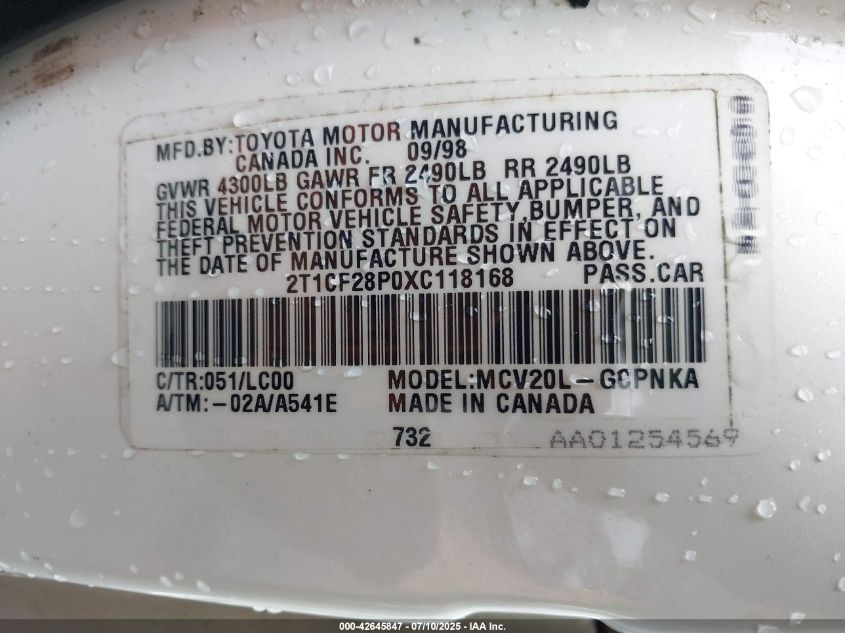 MFD.BY:TOYOTA MOTOR MANUFACTURING
CANADA INC. 09/98
GVWR 4300LB GAWR FR 2490LB RR 2490LB
THIS VEHICLE CONFORMS TO ALL APPLICABLE
FEDERAL MOTOR VEHICLE SAFETY,BUMPER, AND
THEFT PREVENTION STANDARDS IN EFFECT ON
THE DATE OF MANUFACTURE SHOWN ABOVE.
2T1CF28P0XC118168 PASS.CAR
C/TR:051/LC00 MODEL:MCV20L-GCPNKA
A/TM:-02A/A541E MADE IN CANADA
732 AA01254569
000-42645847 / 07/10/2025 - IAA Inc.